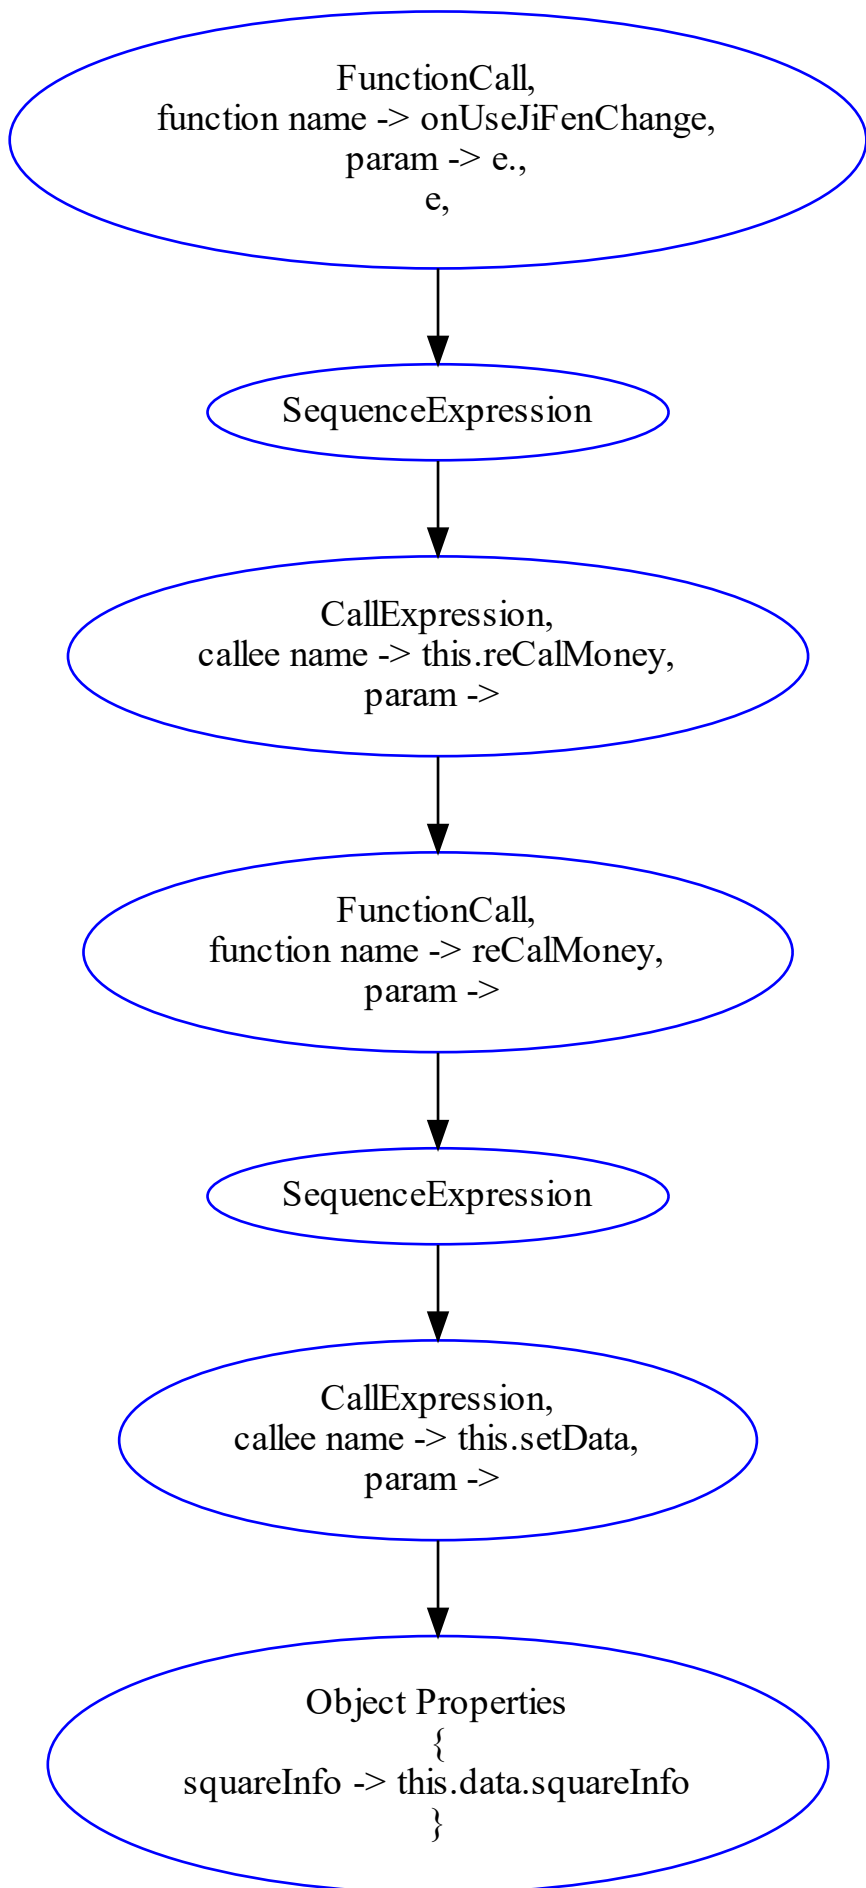 FunctionCall,
function name -> onUseJiFenChange,
param -> e.,
e,
SequenceExpression
CallExpression,
callee name -> this.reCalMoney,
param ->
FunctionCall,
function name -> reCalMoney,
param ->
SequenceExpression
CallExpression,
callee name -> this.setData,
param ->
Object Properties
{
squareInfo -> this.data.squareInfo
}